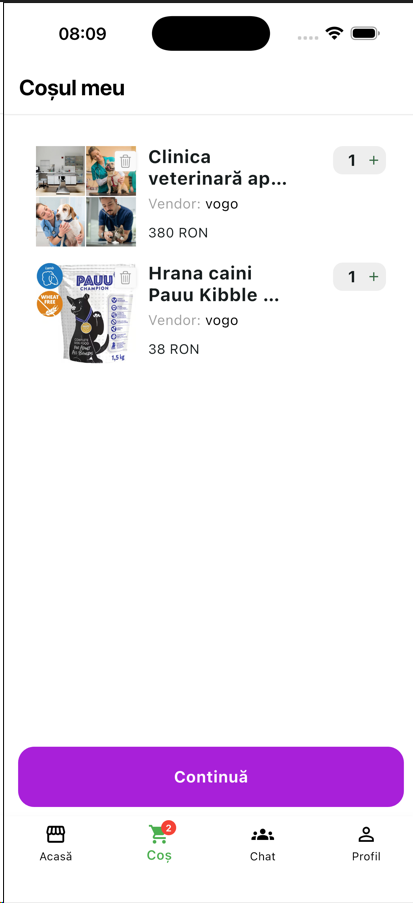 08:09
Coșul meu
Clinica
veterinară ap...
Vendor: vogo
380 RON
1 +
WHEAT
FREE
PAUU
CHAMPION
1,5 kg
Hrana caini
Pauu Kibble ...
Vendor: vogo
38 RON
1 +
Continuă
2
Acasă
Coș
Chat
Profil